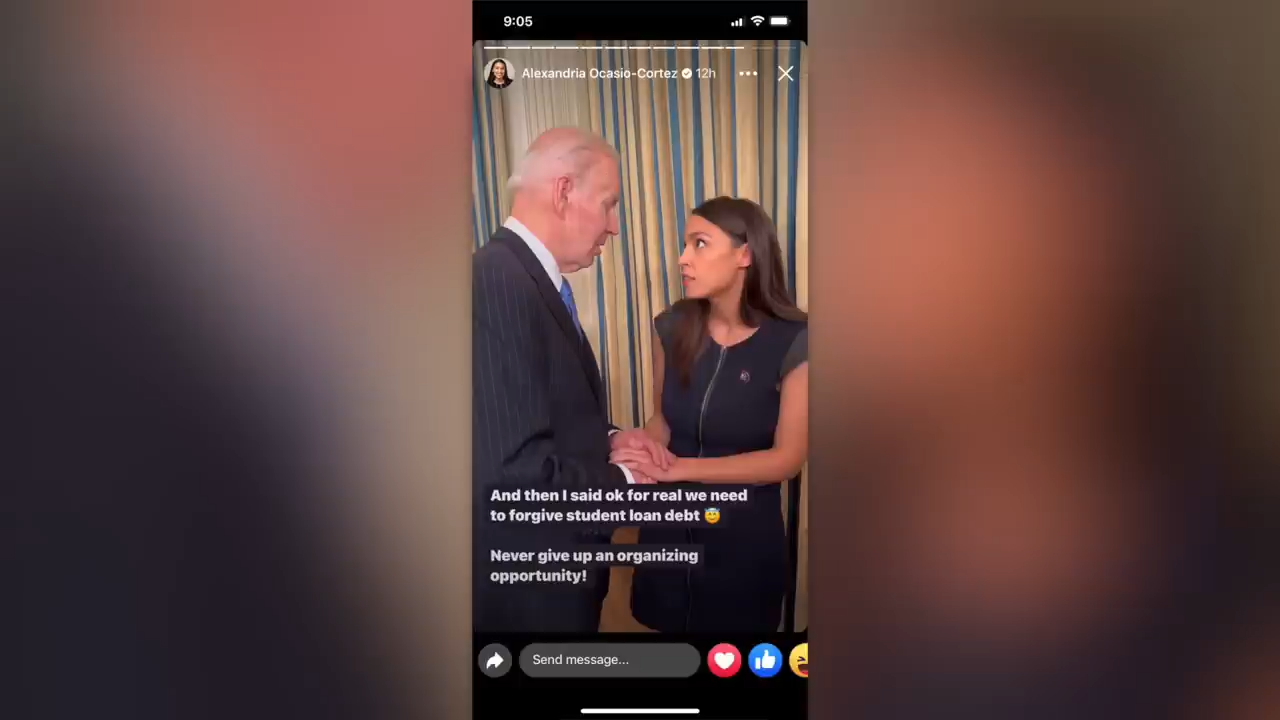 9:05
Alexandria Ocasio-Cortez 12h
And then I said ok for real we need
to forgive student loan debt 😇
Never give up an organizing
opportunity!
Send message...